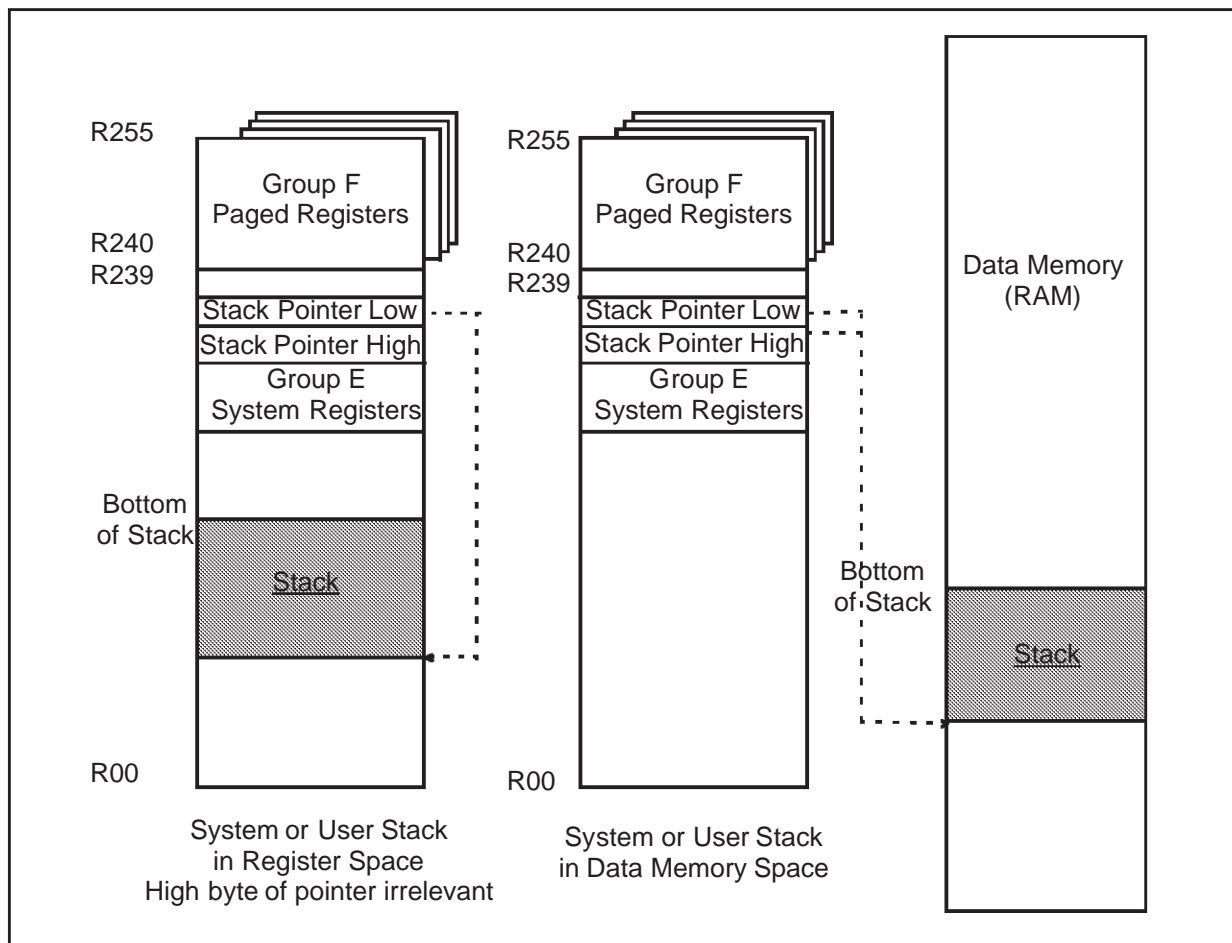 R255
Group F
Paged Registers
R240
R239
Stack Pointer Low
Stack Pointer High
Group E
System Registers
Bottom
of Stack
Stack
R00
System or User Stack
in Register Space
High byte of pointer irrelevant
R255
Group F
Paged Registers
R240
R239
Stack Pointer Low
Stack Pointer High
Group E
System Registers
R00
System or User Stack
in Data Memory Space
Data Memory
(RAM)
Bottom
of Stack
Stack